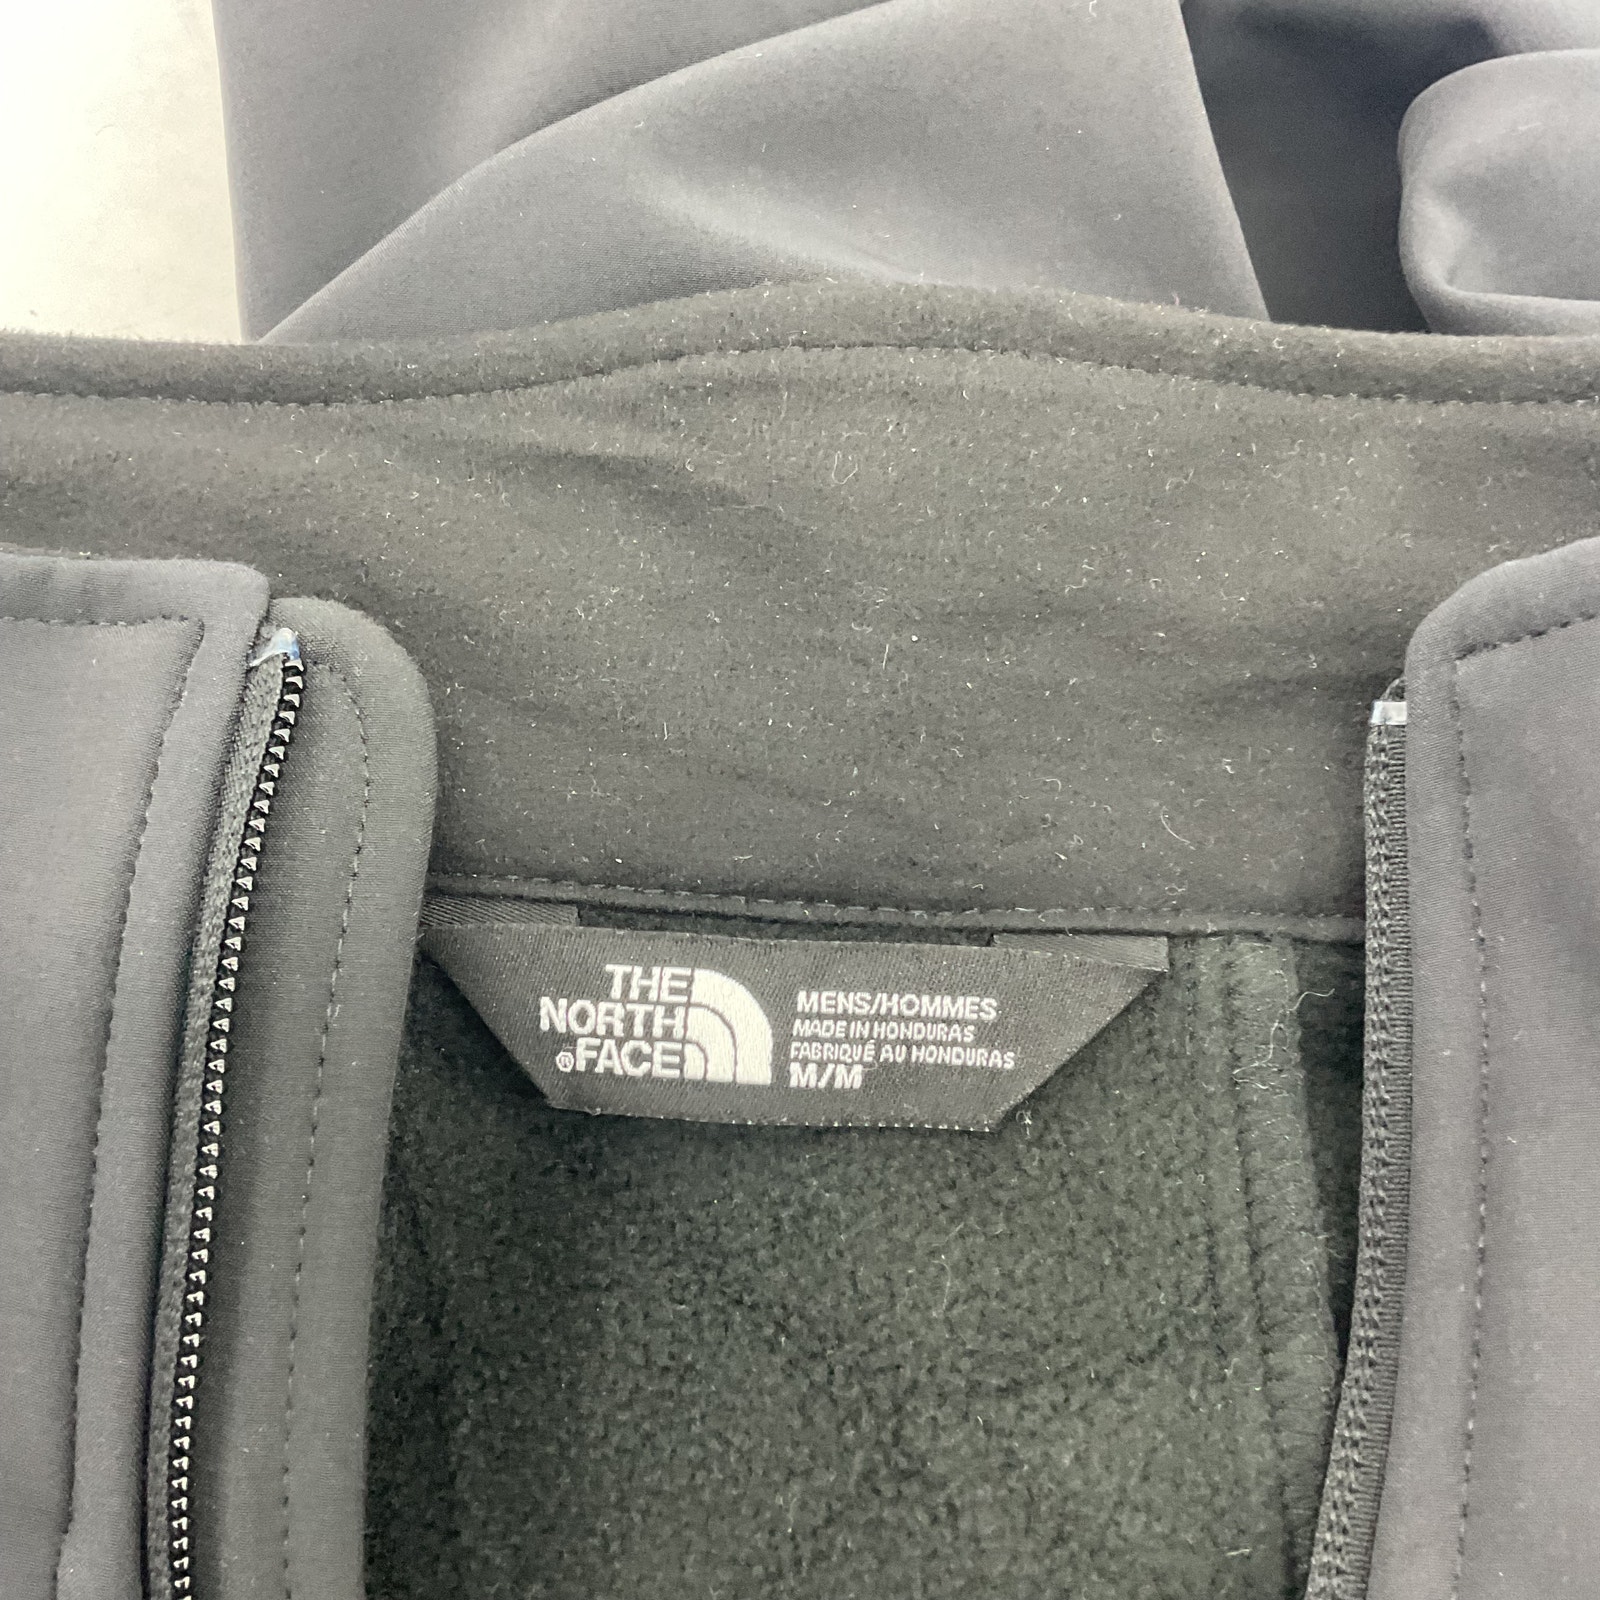 THE
NORTH
®FACE
MENS/HOMMES
MADE IN HONDURAS
FABRIQUÉ AU HONDURAS
M/M